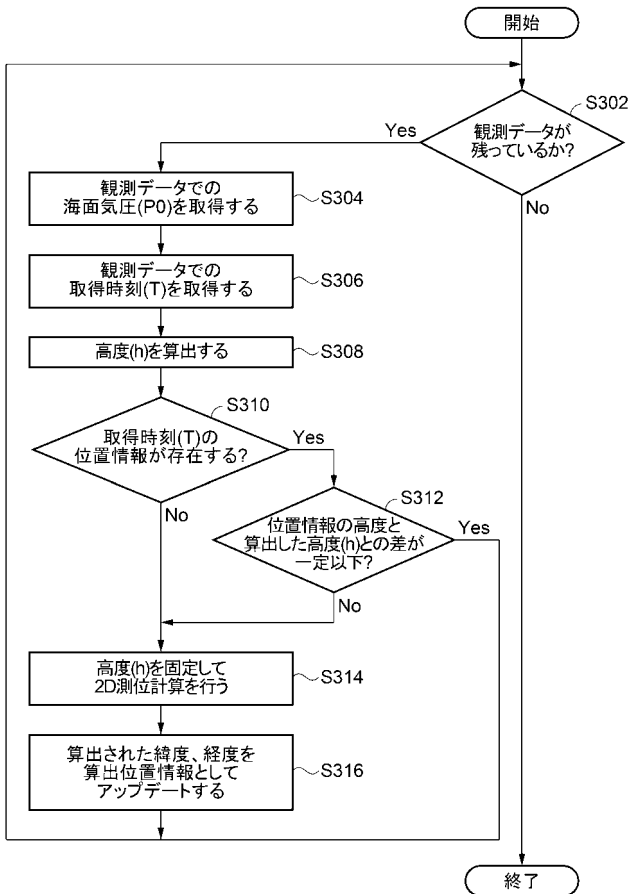 開始
S302
観測データが
残っているか?
Yes
No
観測データでの
海面気圧(P0)を取得する
S304
観測データでの
取得時刻(T)を取得する
S306
高度(h)を算出する
S308
S310
取得時刻(T)の
位置情報が存在する?
Yes
No
S312
位置情報の高度と
算出した高度(h)との差が
一定以下?
Yes
No
高度(h)を固定して
2D測位計算を行う
S314
算出された緯度、経度を
算出位置情報として
アップデートする
S316
終了